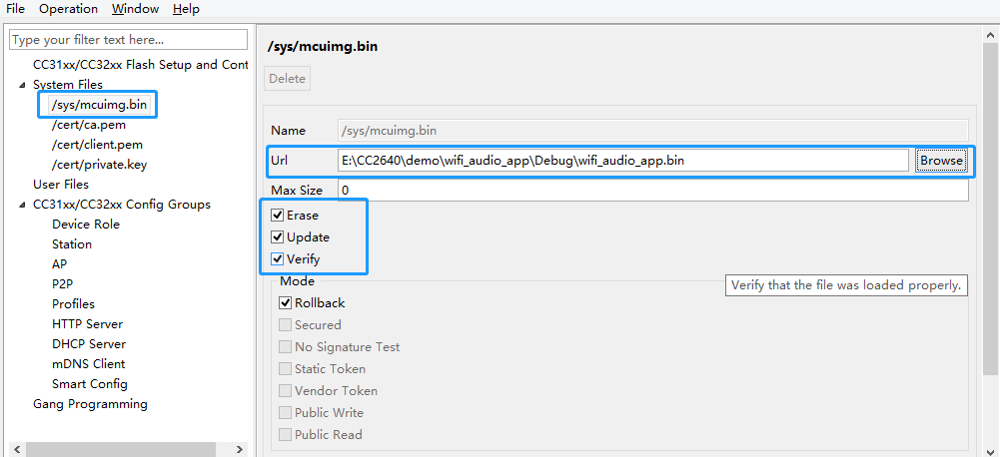 File Operation Window Help
Type your filter text here...
CC31xx/CC32xx Flash Setup and Cont
System Files
/sys/mcuimg.bin
/cert/ca.pem
/cert/client.pem
/cert/private.key
User Files
CC31xx/CC32xx Config Groups
Device Role
Station
AP
P2P
Profiles
HTTP Server
DHCP Server
mDNS Client
Smart Config
Gang Programming
/sys/mcuimg.bin
Delete
Name /sys/mcuimg.bin
Url E:\CC2640\demo\wifi_audio_app\Debug\wifi_audio_app.bin Browse
Max Size 0
Erase
Update
Verify
Mode
Verify that the file was loaded properly.
Rollback
Secured
No Signature Test
Static Token
Vendor Token
Public Write
Public Read